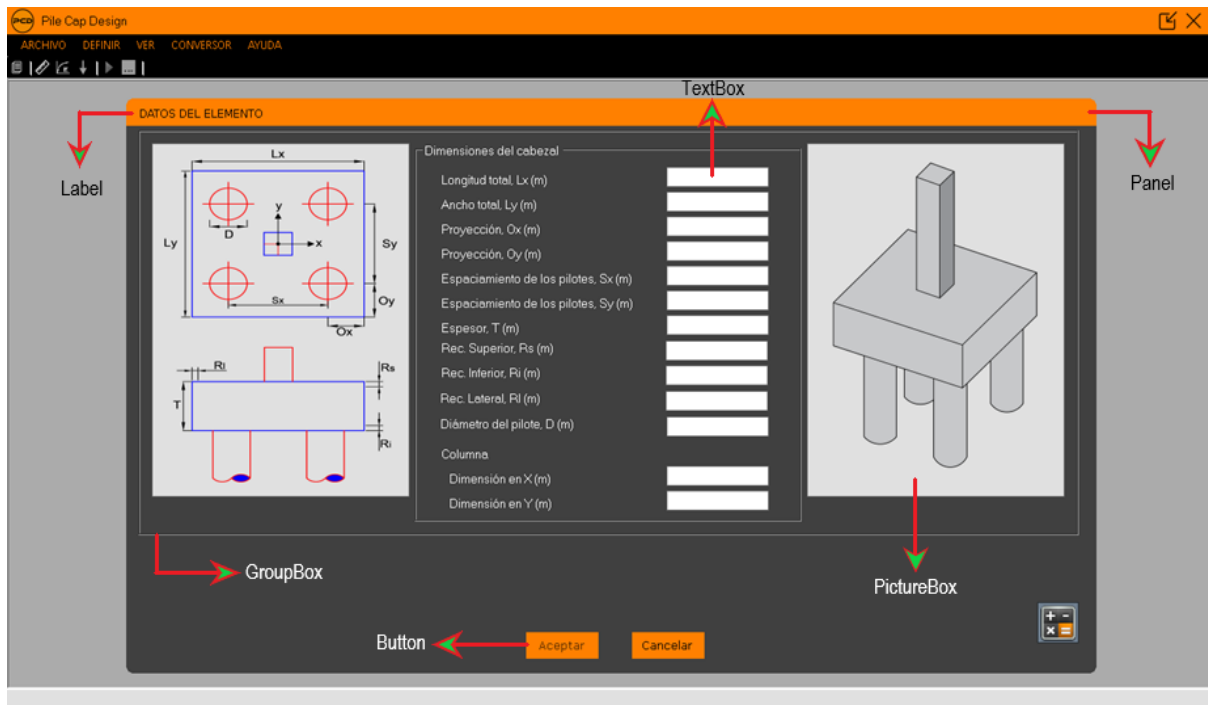 PCD Pile Cap Design
ARCHIVO DEFINIR VER CONVERSOR AYUDA
TextBox
DATOS DEL ELEMENTO
Label
Panel
Lx
Ly
D
y
x
Sy
Sx
Oy
Ox
Rl
Rs
T
Ri
Dimensiones del cabezal
Longitud total, Lx (m)
Ancho total, Ly (m)
Proyección, Ox (m)
Proyección, Oy (m)
Espaciamiento de los pilotes, Sx (m)
Espaciamiento de los pilotes, Sy (m)
Espesor, T (m)
Rec. Superior, Rs (m)
Rec. Inferior, Ri (m)
Rec. Lateral, Rl (m)
Diámetro del pilote, D (m)
Columna
Dimensión en X (m)
Dimensión en Y (m)
GroupBox
PictureBox
Button
Aceptar
Cancelar